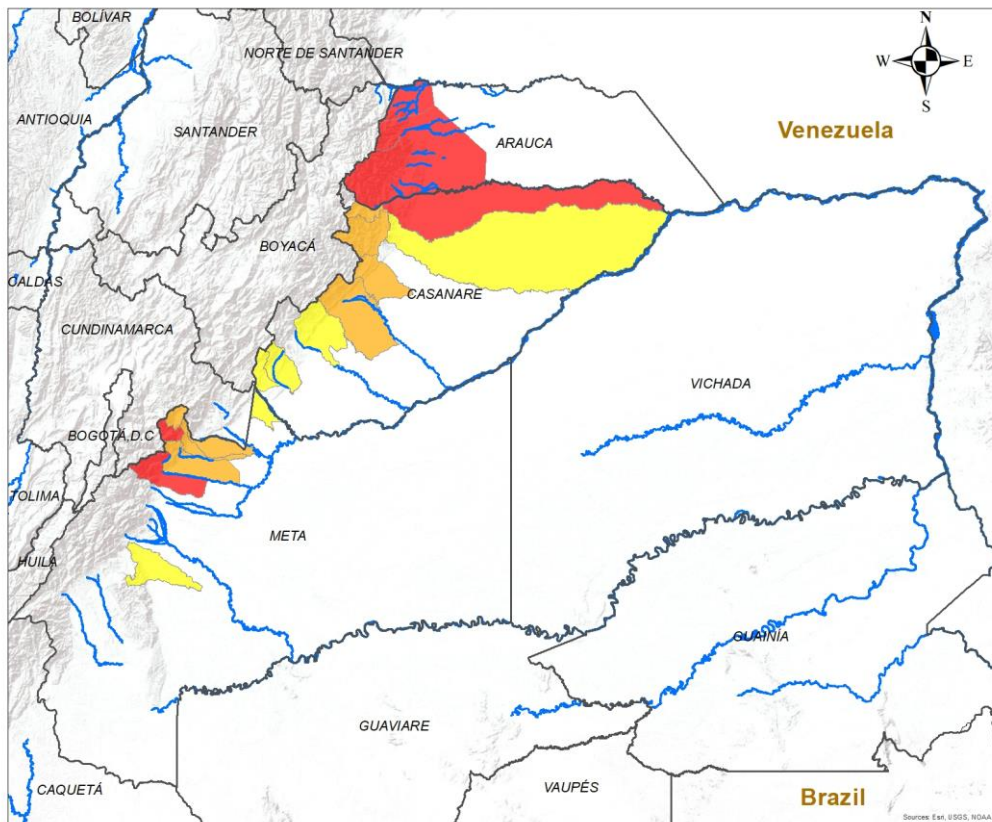 BOLÍVAR
N
NORTE DE SANTANDER
W
E
S
ANTIOQUIA
SANTANDER
Venezuela
ARAUCA
BOYACÁ
CALDAS
CASANARE
CUNDINAMARCA
VICHADA
BOGOTÁ D.C
TOLIMA
META
HUILA
GUAINÍA
GUAVIARE
CAQUETÁ
VAUPÉS
Brazil
Sources: Esri, USGS, NOAA